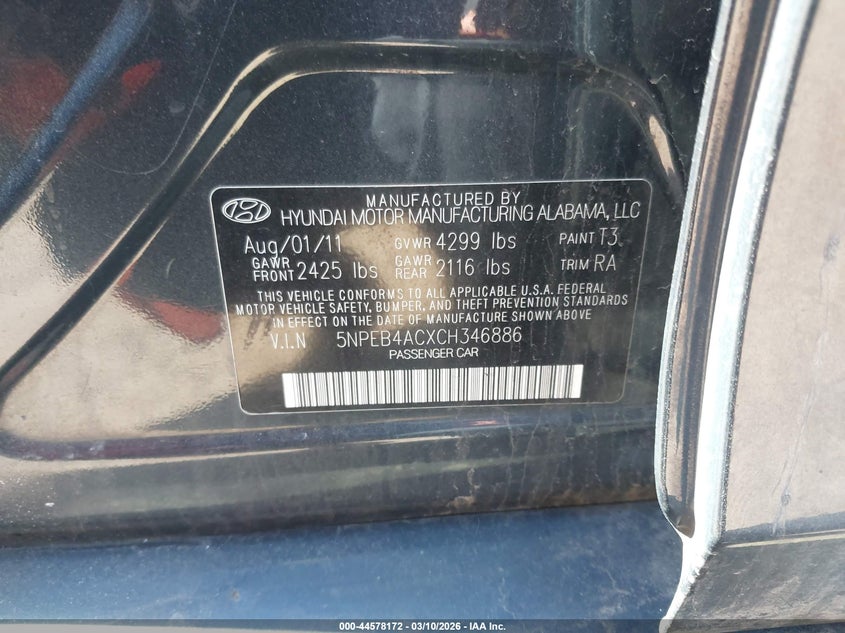 MANUFACTURED BY
HYUNDAI MOTOR MANUFACTURING ALABAMA, LLC
Aug/01/11 GVWR 4299 lbs PAINT T3
GAWR FRONT 2425 lbs GAWR REAR 2116 lbs TRIM RA
THIS VEHICLE CONFORMS TO ALL APPLICABLE U.S.A. FEDERAL
MOTOR VEHICLE SAFETY, BUMPER, AND THEFT PREVENTION STANDARDS
IN EFFECT ON THE DATE OF MANUFACTURE SHOWN ABOVE
V.I.N 5NPEB4ACXCH346886
PASSENGER CAR
000-44578172 — 03/10/2026 — IAA Inc.